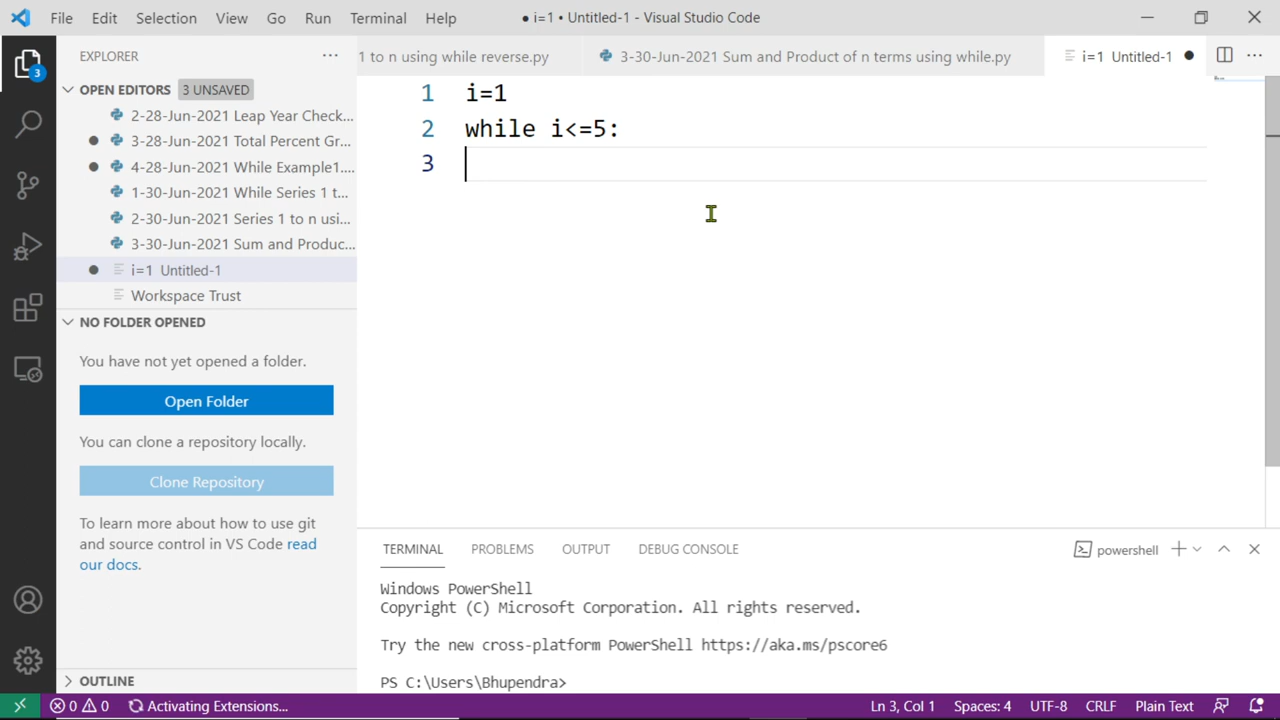 File Edit Selection View Go Run Terminal Help ● i=1 • Untitled-1 - Visual Studio Code
EXPLORER ···
1 to n using while reverse.py
3-30-Jun-2021 Sum and Product of n terms using while.py
i=1 Untitled-1
3
OPEN EDITORS 3 UNSAVED
2-28-Jun-2021 Leap Year Check...
3-28-Jun-2021 Total Percent Gr...
4-28-Jun-2021 While Example1....
1-30-Jun-2021 While Series 1 t...
2-30-Jun-2021 Series 1 to n usi...
3-30-Jun-2021 Sum and Produc...
i=1 Untitled-1
Workspace Trust
NO FOLDER OPENED
You have not yet opened a folder.
Open Folder
You can clone a repository locally.
Clone Repository
To learn more about how to use git
and source control in VS Code read
our docs.
OUTLINE
1 i=1
2 while i<=5:
3
TERMINAL PROBLEMS OUTPUT DEBUG CONSOLE powershell
Windows PowerShell
Copyright (C) Microsoft Corporation. All rights reserved.
Try the new cross-platform PowerShell https://aka.ms/pscore6
PS C:\Users\Bhupendra>
0 0 Activating Extensions... Ln 3, Col 1 Spaces: 4 UTF-8 CRLF Plain Text